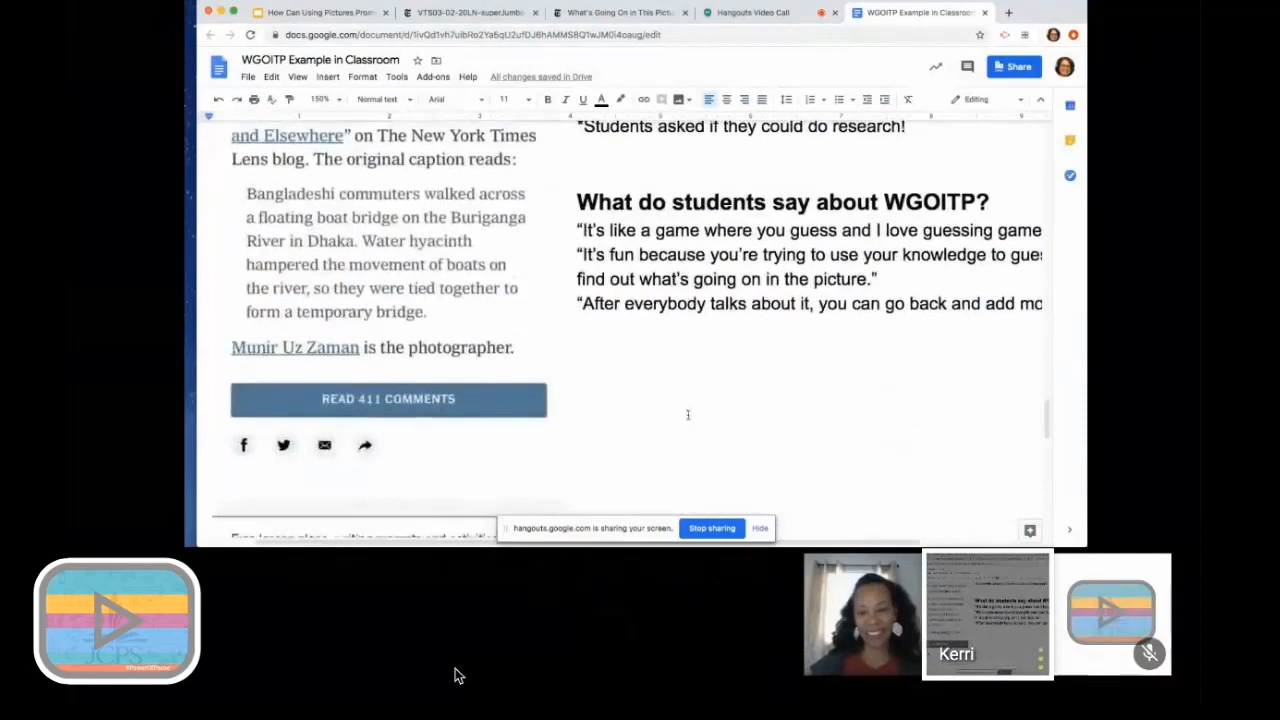 How Can Using Pictures Prom
VTS03-02-20LN-superJumbo
What's Going On in This Pictu
Hangouts Video Call
WGOITP Example in Classroom
docs.google.com/document/d/
WGOITP Example in Classroom
Share
File Edit View Insert Format Tools Add-ons Help
All changes saved in Drive
150% Normal text Arial 11 B I U A Editing
and Elsewhere” on The New York Times
Lens blog. The original caption reads:
Bangladeshi commuters walked across
a floating boat bridge on the Buriganga
River in Dhaka. Water hyacinth
hampered the movement of boats on
the river, so they were tied together to
form a temporary bridge.
Munir Uz Zaman is the photographer.
READ 411 COMMENTS
*Students asked if they could do research!
What do students say about WGOITP?
“It’s like a game where you guess and I love guessing game
“It’s fun because you’re trying to use your knowledge to gues
find out what’s going on in the picture.”
“After everybody talks about it, you can go back and add mo
hangouts.google.com is sharing your screen.
Stop sharing
Hide
JCPS
Kerri